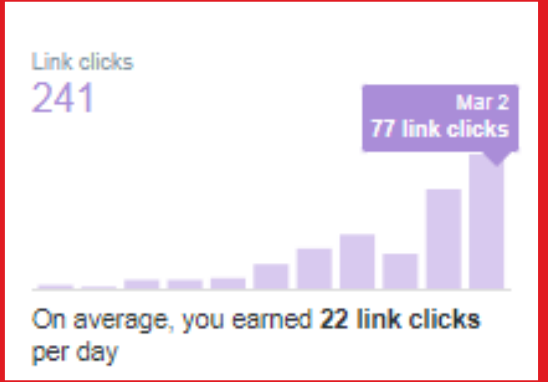 Link clicks
241
Mar 2
77 link clicks
On average, you earned 22 link clicks
per day